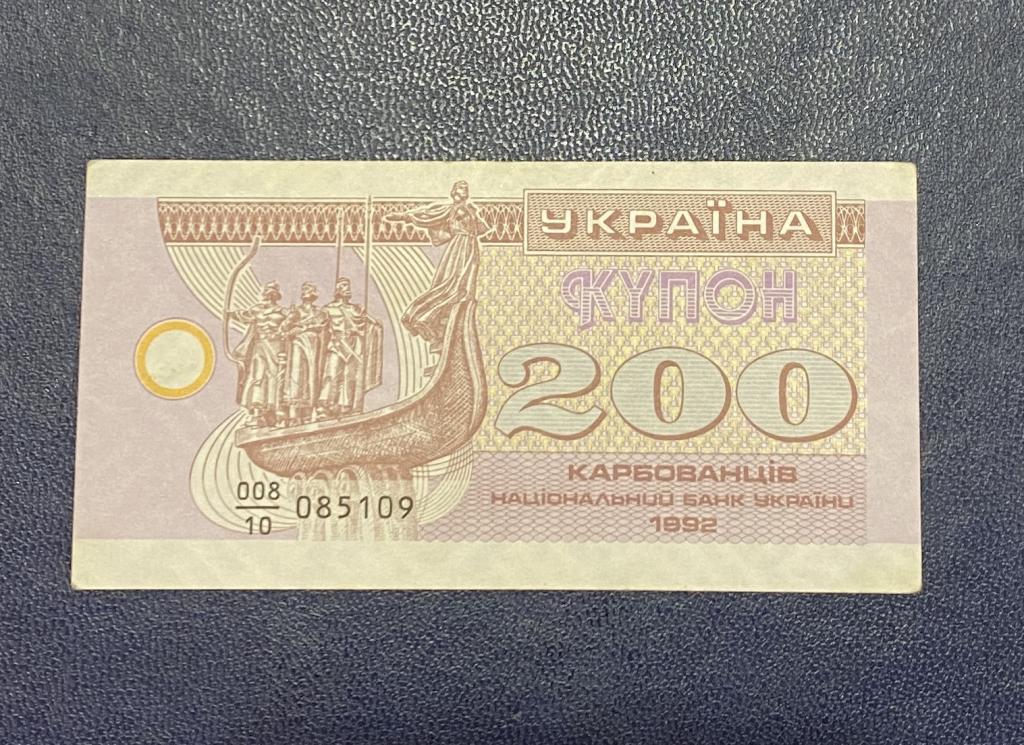 УКРАЇНА
КУПОН
200
КАРБОВАНЦІВ
НАЦІОНАЛЬНИЙ БАНК УКРАЇНИ
1992
008/10 085109